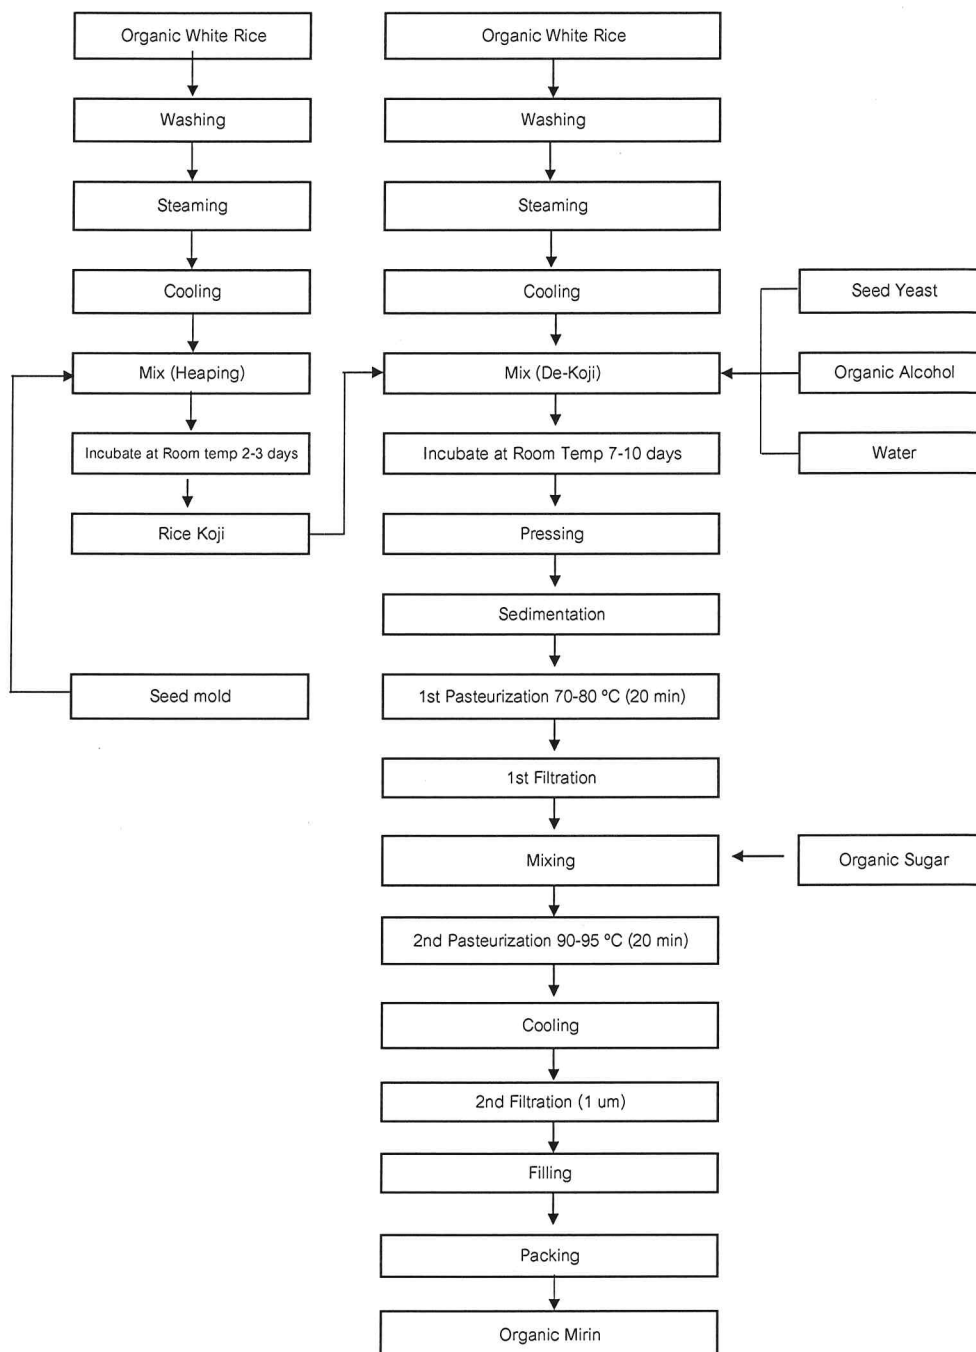 Organic White Rice
Washing
Steaming
Cooling
Mix (Heaping)
Incubate at Room temp 2-3 days
Rice Koji
Seed mold
Organic White Rice
Washing
Steaming
Cooling
Mix (De-Koji)
Incubate at Room Temp 7-10 days
Pressing
Sedimentation
1st Pasteurization 70-80 ºC (20 min)
1st Filtration
Mixing
2nd Pasteurization 90-95 ºC (20 min)
Cooling
2nd Filtration (1 um)
Filling
Packing
Organic Mirin
Seed Yeast
Organic Alcohol
Water
Organic Sugar